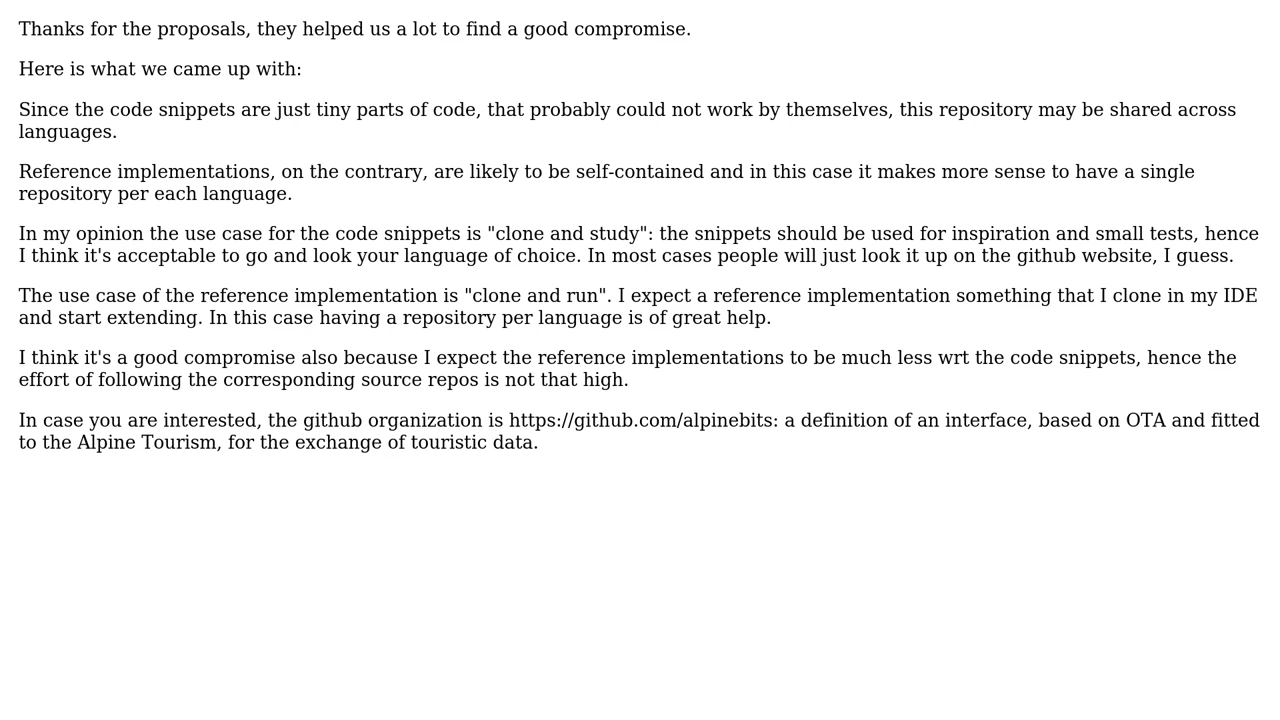 Thanks for the proposals, they helped us a lot to find a good compromise.
Here is what we came up with:
Since the code snippets are just tiny parts of code, that probably could not work by themselves, this repository may be shared across
languages.
Reference implementations, on the contrary, are likely to be self-contained and in this case it makes more sense to have a single
repository per each language.
In my opinion the use case for the code snippets is "clone and study": the snippets should be used for inspiration and small tests, hence
I think it's acceptable to go and look your language of choice. In most cases people will just look it up on the github website, I guess.
The use case of the reference implementation is "clone and run". I expect a reference implementation something that I clone in my IDE
and start extending. In this case having a repository per language is of great help.
I think it's a good compromise also because I expect the reference implementations to be much less wrt the code snippets, hence the
effort of following the corresponding source repos is not that high.
In case you are interested, the github organization is https://github.com/alpinebits: a definition of an interface, based on OTA and fitted
to the Alpine Tourism, for the exchange of touristic data.